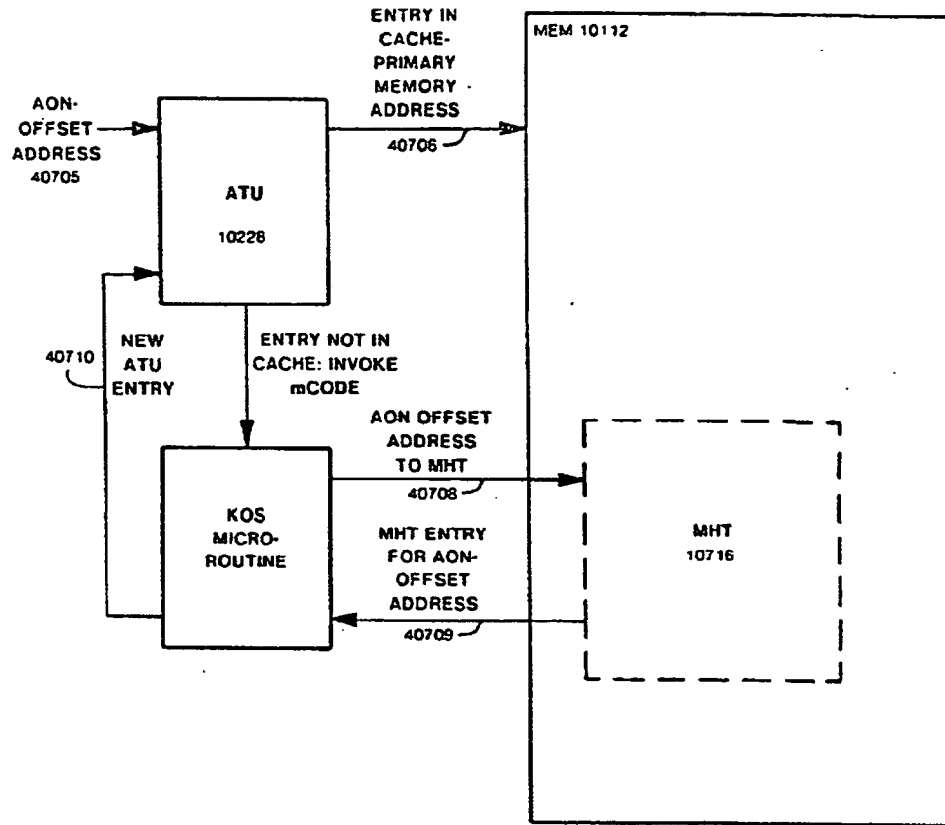 ENTRY IN
CACHE-
PRIMARY
MEMORY
ADDRESS
40706
MEM 10112
AON-
OFFSET
ADDRESS
40705
ATU
10228
40710
NEW
ATU
ENTRY
ENTRY NOT IN
CACHE: INVOKE
mCODE
AON OFFSET
ADDRESS
TO MHT
40708
KOS
MICRO-
ROUTINE
MHT ENTRY
FOR AON-
OFFSET
ADDRESS
40709
MHT
10716